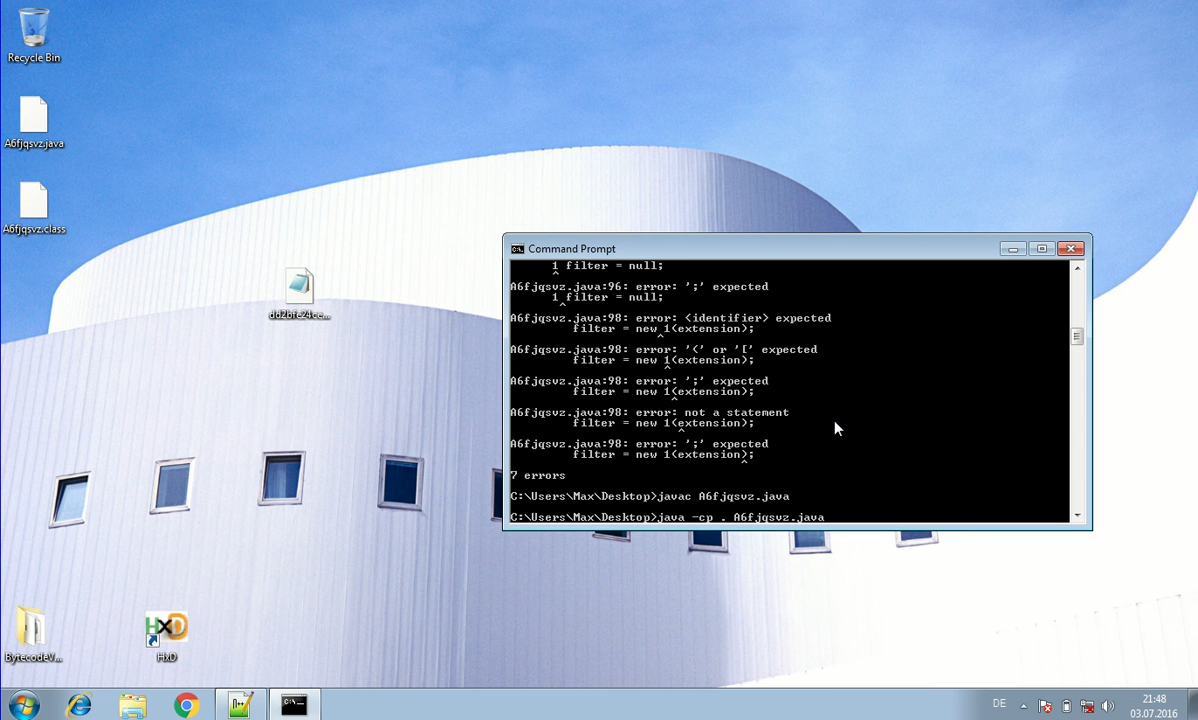 Recycle Bin
A6fjqsvz.java
A6fjqsvz.class
dd2bfe24ce...
BytecodeV...
HxD
HxD
Command Prompt
1 filter = null;
^
A6fjqsvz.java:96: error: ';' expected
1 filter = null;
^
A6fjqsvz.java:98: error: <identifier> expected
filter = new 1(extension);
^
A6fjqsvz.java:98: error: '(' or '[' expected
filter = new 1(extension);
^
A6fjqsvz.java:98: error: ';' expected
filter = new 1(extension);
^
A6fjqsvz.java:98: error: not a statement
filter = new 1(extension);
^
A6fjqsvz.java:98: error: ';' expected
filter = new 1(extension);
^
7 errors
C:\Users\Max\Desktop>javac A6fjqsvz.java
C:\Users\Max\Desktop>java -cp . A6fjqsvz.java
DE
21:48
03.07.2016